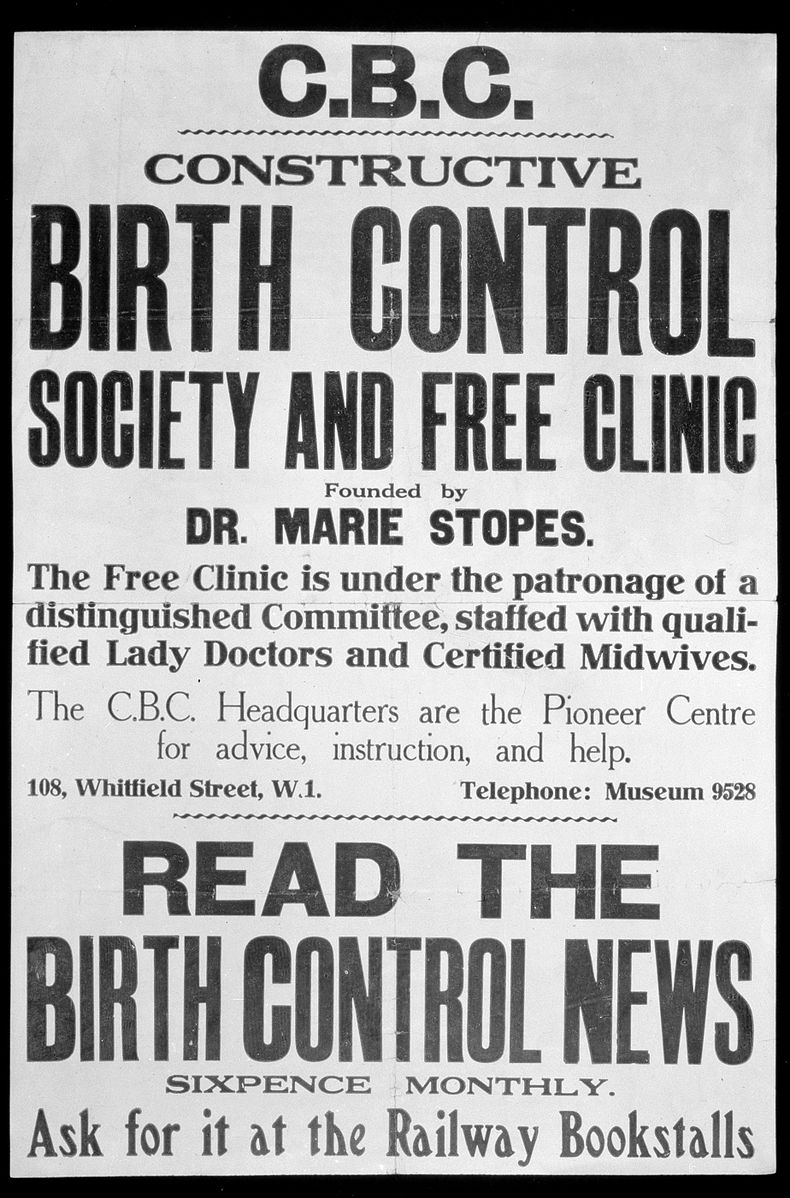 C.B.C.
CONSTRUCTIVE
BIRTH CONTROL
SOCIETY AND FREE CLINIC
Founded by
DR. MARIE STOPES.
The Free Clinic is under the patronage of a
distinguished Committee, staffed with quali-
fied Lady Doctors and Certified Midwives.
The C.B.C. Headquarters are the Pioneer Centre
for advice, instruction, and help.
108, Whitfield Street, W.1. Telephone: Museum 9528
READ THE
BIRTH CONTROL NEWS
SIXPENCE MONTHLY.
Ask for it at the Railway Bookstalls